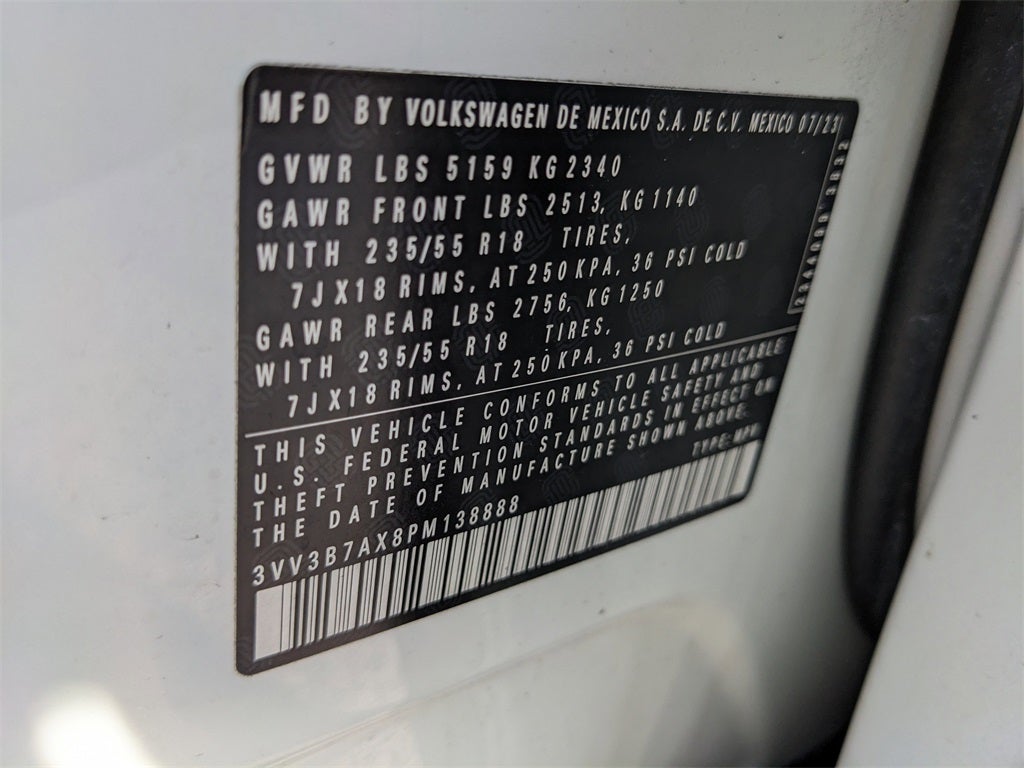 MFD BY VOLKSWAGEN DE MEXICO S.A. DE C.V. MEXICO 07/23
GVWR LBS 5159 KG 2340
GAWR FRONT LBS 2513, KG 1140
WITH 235/55 R18 TIRES,
7J X18 RIMS, AT 250 KPA, 36 PSI COLD
GAWR REAR LBS 2756, KG 1250
WITH 235/55 R18 TIRES,
7J X18 RIMS, AT 250 KPA, 36 PSI COLD
THIS VEHICLE CONFORMS TO ALL APPLICABLE
U.S. FEDERAL MOTOR VEHICLE SAFETY AND
THEFT PREVENTION STANDARDS IN EFFECT ON
THE DATE OF MANUFACTURE SHOWN ABOVE.
TYPE: MPV
3VV3B7AX8PM138888